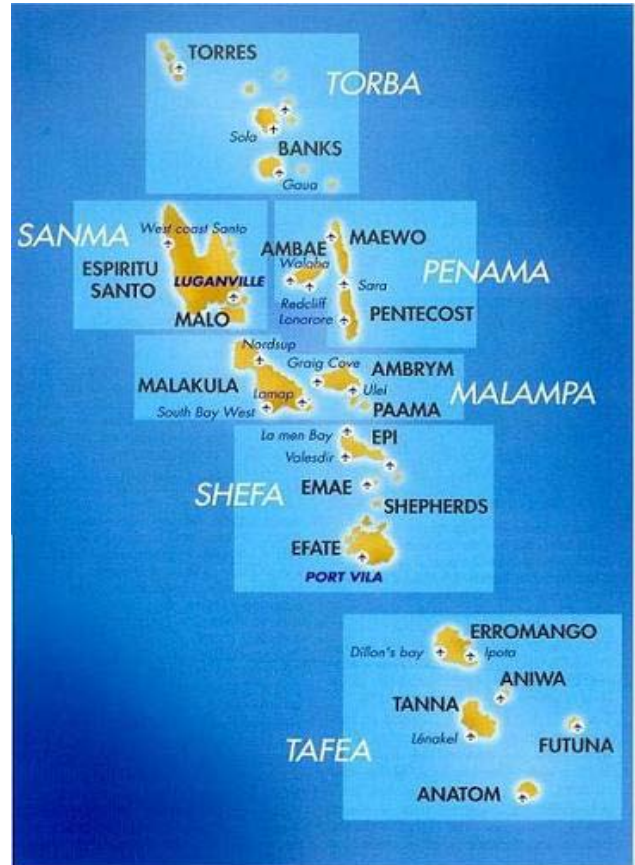 TORRES
TORBA
Sola
BANKS
Gaua
SANMA
West coast Santo
ESPIRITU
SANTO
LUGANVILLE
MALO
AMBAE
MAEWO
Walaha
PENAMA
Sara
Redcliff
Lonorore
PENTECOST
Nordsup
Graig Cove
AMBRYM
MALAKULA
Lamap
Ulei
MALAMPA
South Bay West
PAAMA
La men Bay
EPI
Valesdir
SHEFA
EMAE
SHEPHERDS
EFATE
PORT VILA
ERROMANGO
Dillon's bay
Ipota
ANIWA
TANNA
Lénakel
FUTUNA
TAFEA
ANATOM